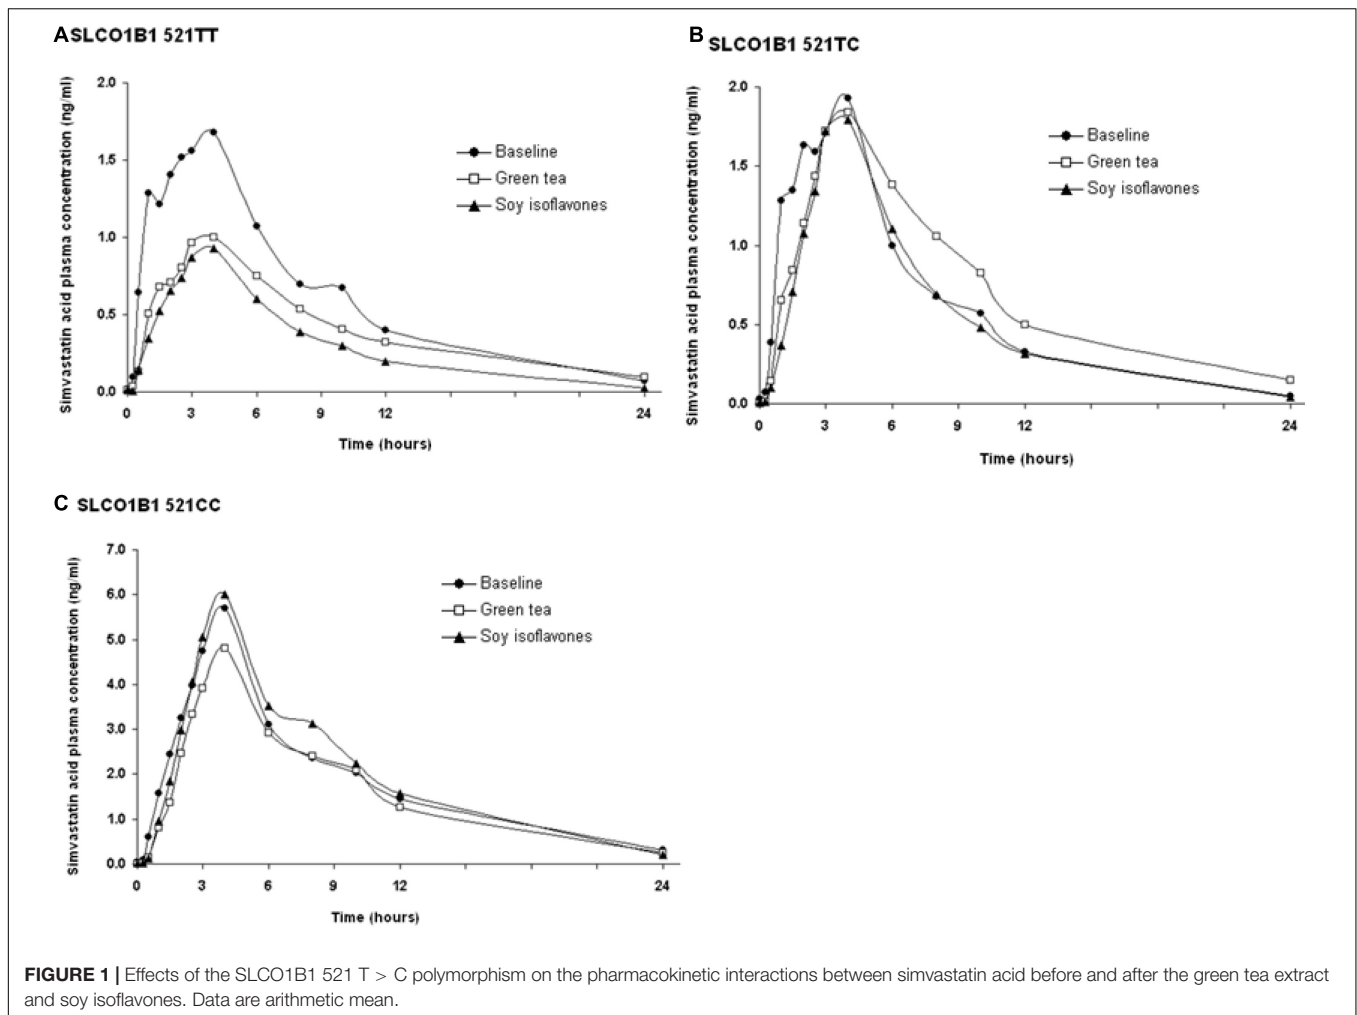 A SLCO1B1 521TT
Simvastatin acid plasma concentration (ng/ml)
2.0
1.5
1.0
0.5
0.0
Baseline
Green tea
Soy isoflavones
0 3 6 9 12 24
Time (hours)
B SLCO1B1 521TC
Simvastatin acid plasma concentration (ng/ml)
2.0
1.5
1.0
0.5
0.0
Baseline
Green tea
Soy isoflavones
0 3 6 9 12 24
Time (hours)
C SLCO1B1 521CC
Simvastatin acid plasma concentration (ng/ml)
7.0
6.0
5.0
4.0
3.0
2.0
1.0
0.0
Baseline
Green tea
Soy isoflavones
0 3 6 9 12 24
Time (hours)
FIGURE 1 | Effects of the SLCO1B1 521 T > C polymorphism on the pharmacokinetic interactions between simvastatin acid before and after the green tea extract
and soy isoflavones. Data are arithmetic mean.